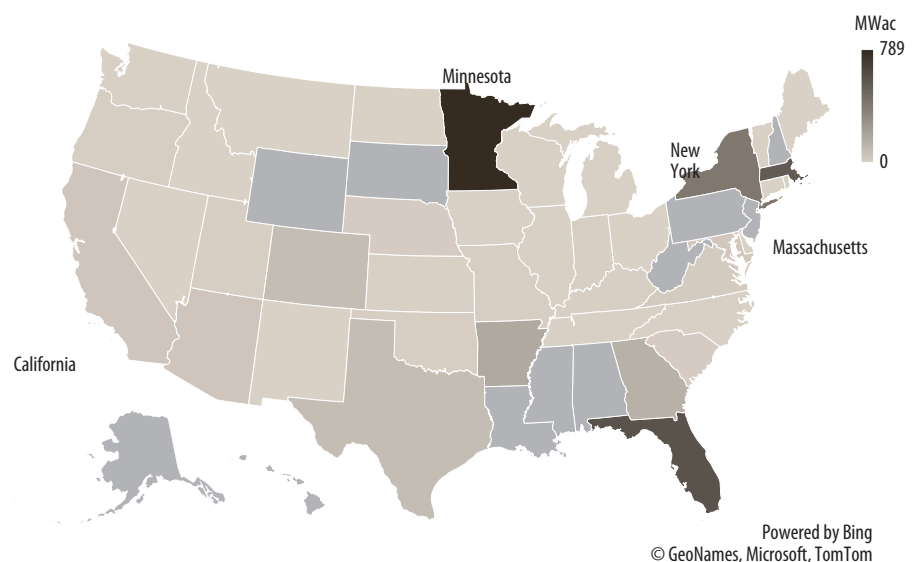 MWac
789
0
Minnesota
New
York
Massachusetts
California
Powered by Bing
© GeoNames, Microsoft, TomTom